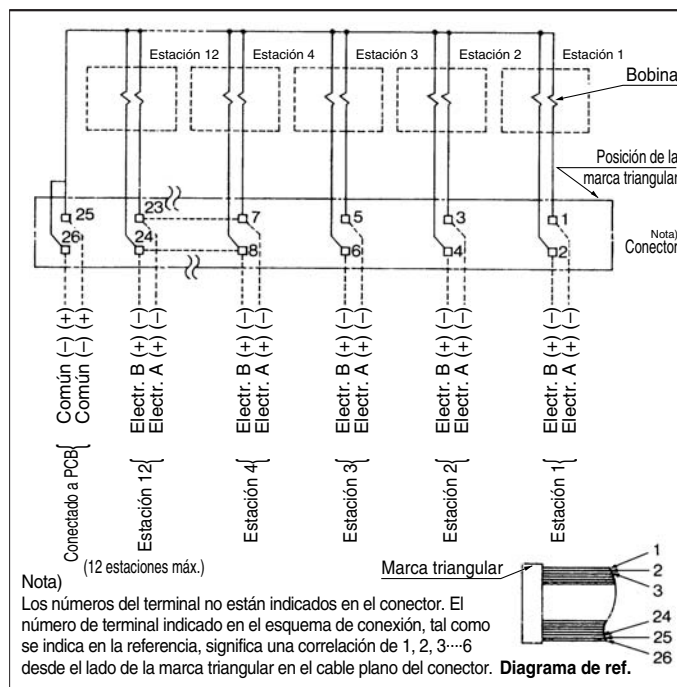 Estación 12
Estación 4
Estación 3
Estación 2
Estación 1
Bobina
Posición de la
marca triangular
Nota)
Conector
25
23
7
5
3
1
26
24
8
6
4
2
Común (−) (+)
Común (−) (+)
Electr. B (+) (−)
Electr. A (+) (−)
Electr. B (+) (−)
Electr. A (+) (−)
Electr. B (+) (−)
Electr. A (+) (−)
Electr. B (+) (−)
Electr. A (+) (−)
Electr. B (+) (−)
Electr. A (+) (−)
Conectado a PCB
Estación 12
Estación 4
Estación 3
Estación 2
Estación 1
(12 estaciones máx.)
Marca triangular
1
2
3
24
25
26
Nota)
Los números del terminal no están indicados en el conector. El
número de terminal indicado en el esquema de conexión, tal como
se indica en la referencia, significa una correlación de 1, 2, 3····6
desde el lado de la marca triangular en el cable plano del conector.
Diagrama de ref.